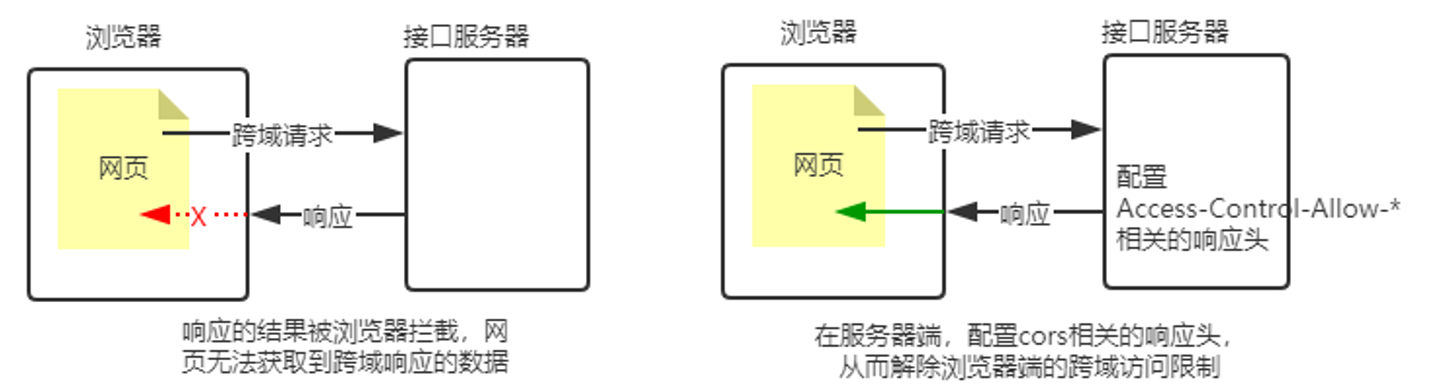 浏览器
接口服务器
跨域请求
网页
X
响应
响应的结果被浏览器拦截，网
页无法获取到跨域响应的数据
浏览器
接口服务器
跨域请求
网页
响应
配置
Access-Control-Allow-*
相关的响应头
在服务器端，配置cors相关的响应头，
从而解除浏览器端的跨域访问限制